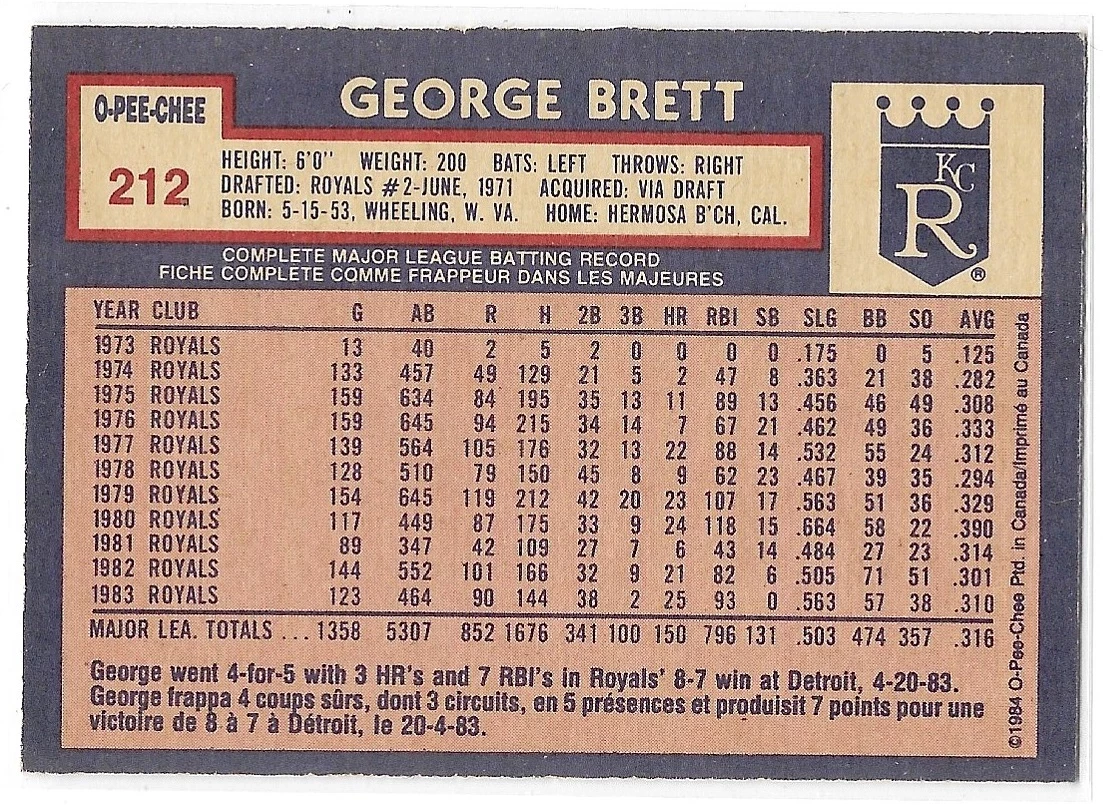 O-PEE-CHEE
212
GEORGE BRETT
HEIGHT: 6'0" WEIGHT: 200 BATS: LEFT THROWS: RIGHT
DRAFTED: ROYALS #2-JUNE, 1971 ACQUIRED: VIA DRAFT
BORN: 5-15-53, WHEELING, W. VA. HOME: HERMOSA B'CH, CAL.
KC
R
®
COMPLETE MAJOR LEAGUE BATTING RECORD
FICHE COMPLETE COMME FRAPPEUR DANS LES MAJEURES
YEAR CLUB G AB R H 2B 3B HR RBI SB SLG BB SO AVG
1973 ROYALS 13 40 2 5 2 0 0 0 0 .175 0 5 .125
1974 ROYALS 133 457 49 129 21 5 2 47 8 .363 21 38 .282
1975 ROYALS 159 634 84 195 35 13 11 89 13 .456 46 49 .308
1976 ROYALS 159 645 94 215 34 14 7 67 21 .462 49 36 .333
1977 ROYALS 139 564 105 176 32 13 22 88 14 .532 55 24 .312
1978 ROYALS 128 510 79 150 45 8 9 62 23 .467 39 35 .294
1979 ROYALS 154 645 119 212 42 20 23 107 17 .563 51 36 .329
1980 ROYALS 117 449 87 175 33 9 24 118 15 .664 58 22 .390
1981 ROYALS 89 347 42 109 27 7 6 43 14 .484 27 23 .314
1982 ROYALS 144 552 101 166 32 9 21 82 6 .505 71 51 .301
1983 ROYALS 123 464 90 144 38 2 25 93 0 .563 57 38 .310
MAJOR LEA. TOTALS ... 1358 5307 852 1676 341 100 150 796 131 .503 474 357 .316
George went 4-for-5 with 3 HR's and 7 RBI's in Royals' 8-7 win at Detroit, 4-20-83.
George frappa 4 coups sûrs, dont 3 circuits, en 5 présences et produisit 7 points pour une
victoire de 8 à 7 à Détroit, le 20-4-83.
©1984 O-Pee-Chee Ptd. in Canada/Imprimé au Canada